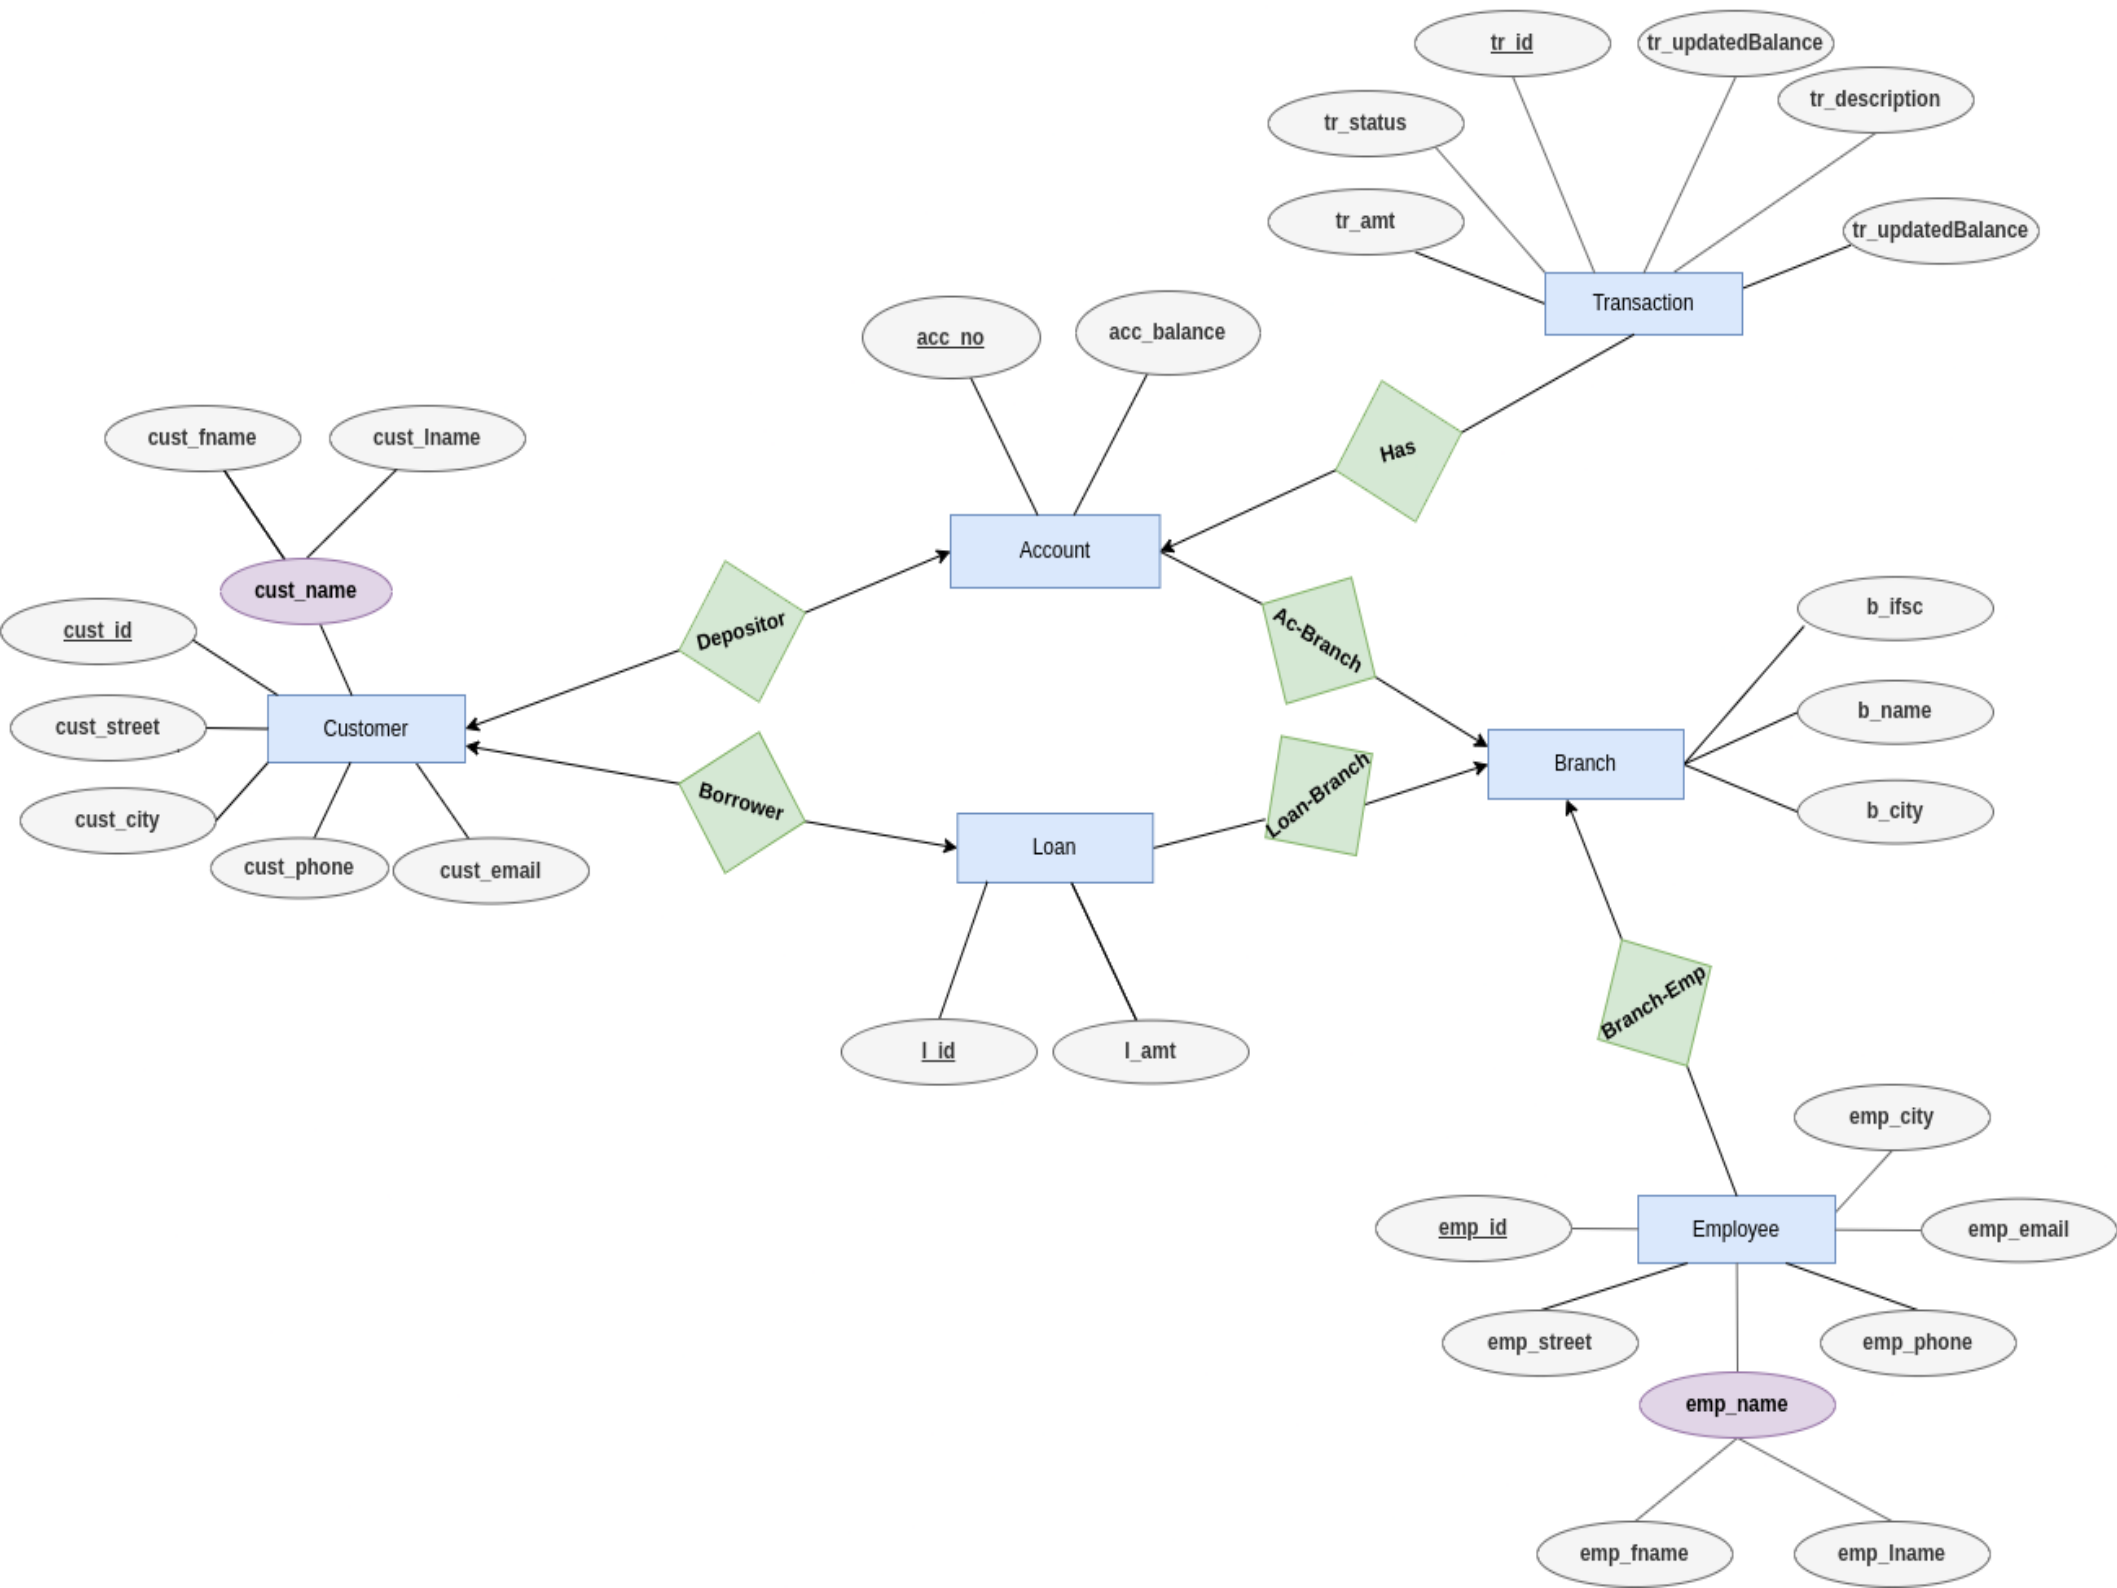 tr_id
tr_updatedBalance
tr_description
tr_status
tr_amt
tr_updatedBalance
Transaction
acc_no
acc_balance
Has
cust_fname
cust_lname
Account
cust_name
cust_id
Depositor
Ac-Branch
b_ifsc
cust_street
Customer
b_name
Branch
cust_city
Borrower
Loan-Branch
b_city
Loan
cust_phone
cust_email
Branch-Emp
l_id
l_amt
emp_city
emp_id
Employee
emp_email
emp_street
emp_phone
emp_name
emp_fname
emp_lname